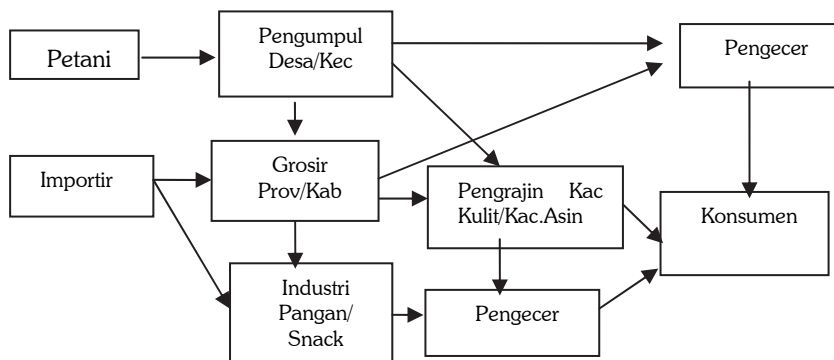 Petani
Pengumpul
Desa/Kec
Pengecer
Importir
Grosir
Prov/Kab
Pengrajin Kac
Kulit/Kac.Asin
Konsumen
Industri
Pangan/
Snack
Pengecer